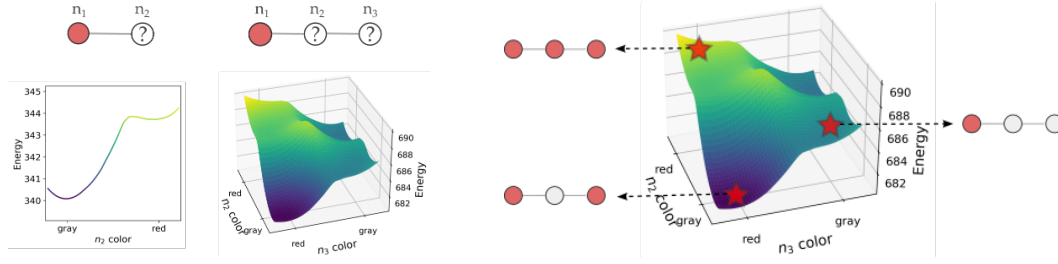 n₁ n₂
? 
n₁ n₂ n₃
? ?
345
344
343
342
341
340
Energy
gray red
n₂ color
690
688
686
684
682
Energy
red
gray
n₂ color
red
gray
n₃ color
690
688
686
684
682
Energy
red
gray
n₂ color
red
gray
n₃ color